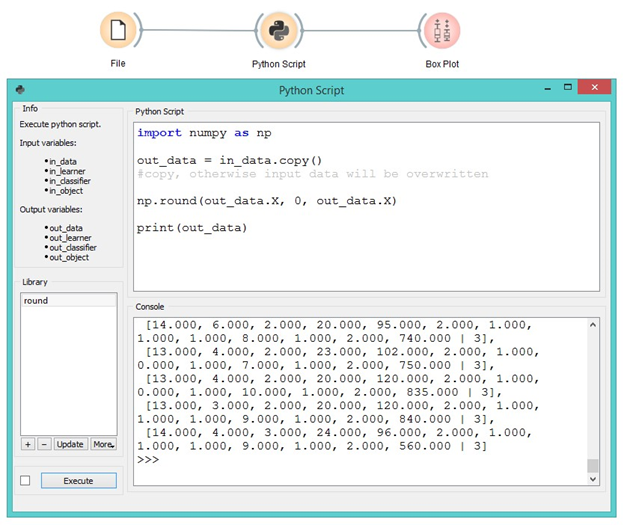 File
Python Script
Box Plot
Python Script
Info
Execute python script.
Input variables:
• in_data
• in_learner
• in_classifier
• in_object
Output variables:
• out_data
• out_learner
• out_classifier
• out_object
Library
round
+ − Update More
Execute
Python Script
import numpy as np
out_data = in_data.copy()
#copy, otherwise input data will be overwritten
np.round(out_data.X, 0, out_data.X)
print(out_data)
Console
[14.000, 6.000, 2.000, 20.000, 95.000, 2.000, 1.000,
1.000, 1.000, 8.000, 1.000, 2.000, 740.000 | 3],
[13.000, 4.000, 2.000, 23.000, 102.000, 2.000, 1.000,
0.000, 1.000, 7.000, 1.000, 2.000, 750.000 | 3],
[13.000, 4.000, 2.000, 20.000, 120.000, 2.000, 1.000,
0.000, 1.000, 10.000, 1.000, 2.000, 835.000 | 3],
[13.000, 3.000, 2.000, 20.000, 120.000, 2.000, 1.000,
1.000, 1.000, 9.000, 1.000, 2.000, 840.000 | 3],
[14.000, 4.000, 3.000, 24.000, 96.000, 2.000, 1.000,
1.000, 1.000, 9.000, 1.000, 2.000, 560.000 | 3]
>>>